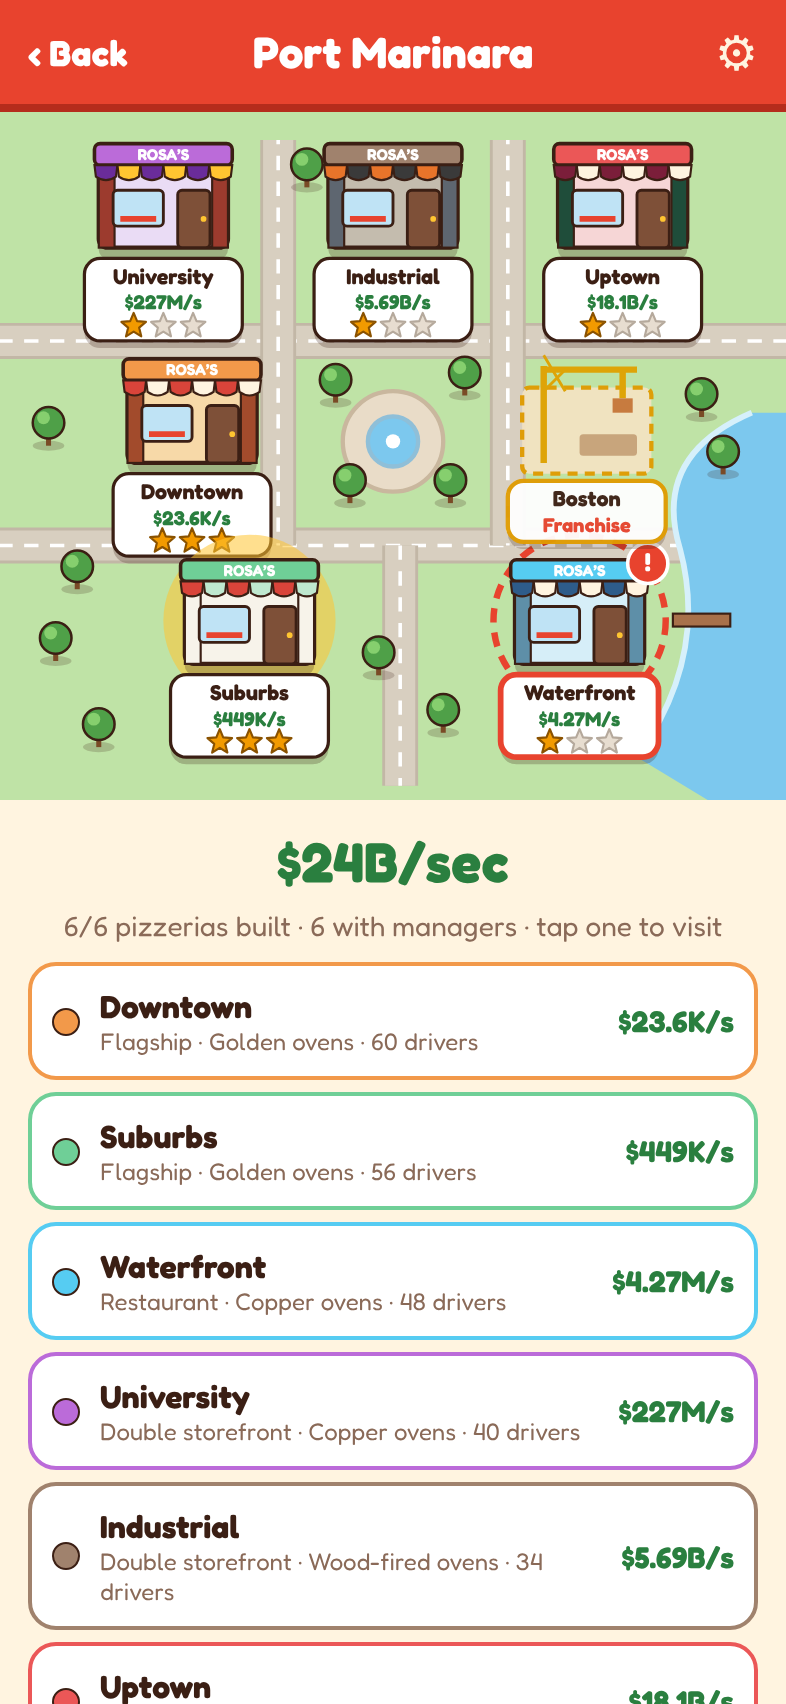 ‹ Back
Port Marinara
ROSA'S
ROSA'S
ROSA'S
University
$227M/s
Industrial
$5.69B/s
Uptown
$18.1B/s
ROSA'S
Downtown
$23.6K/s
Boston
Franchise
ROSA'S
ROSA'S
!
Suburbs
$449K/s
Waterfront
$4.27M/s
$24B/sec
6/6 pizzerias built · 6 with managers · tap one to visit
Downtown
Flagship · Golden ovens · 60 drivers
$23.6K/s
Suburbs
Flagship · Golden ovens · 56 drivers
$449K/s
Waterfront
Restaurant · Copper ovens · 48 drivers
$4.27M/s
University
Double storefront · Copper ovens · 40 drivers
$227M/s
Industrial
Double storefront · Wood-fired ovens · 34
drivers
$5.69B/s
Uptown
$18.1B/s